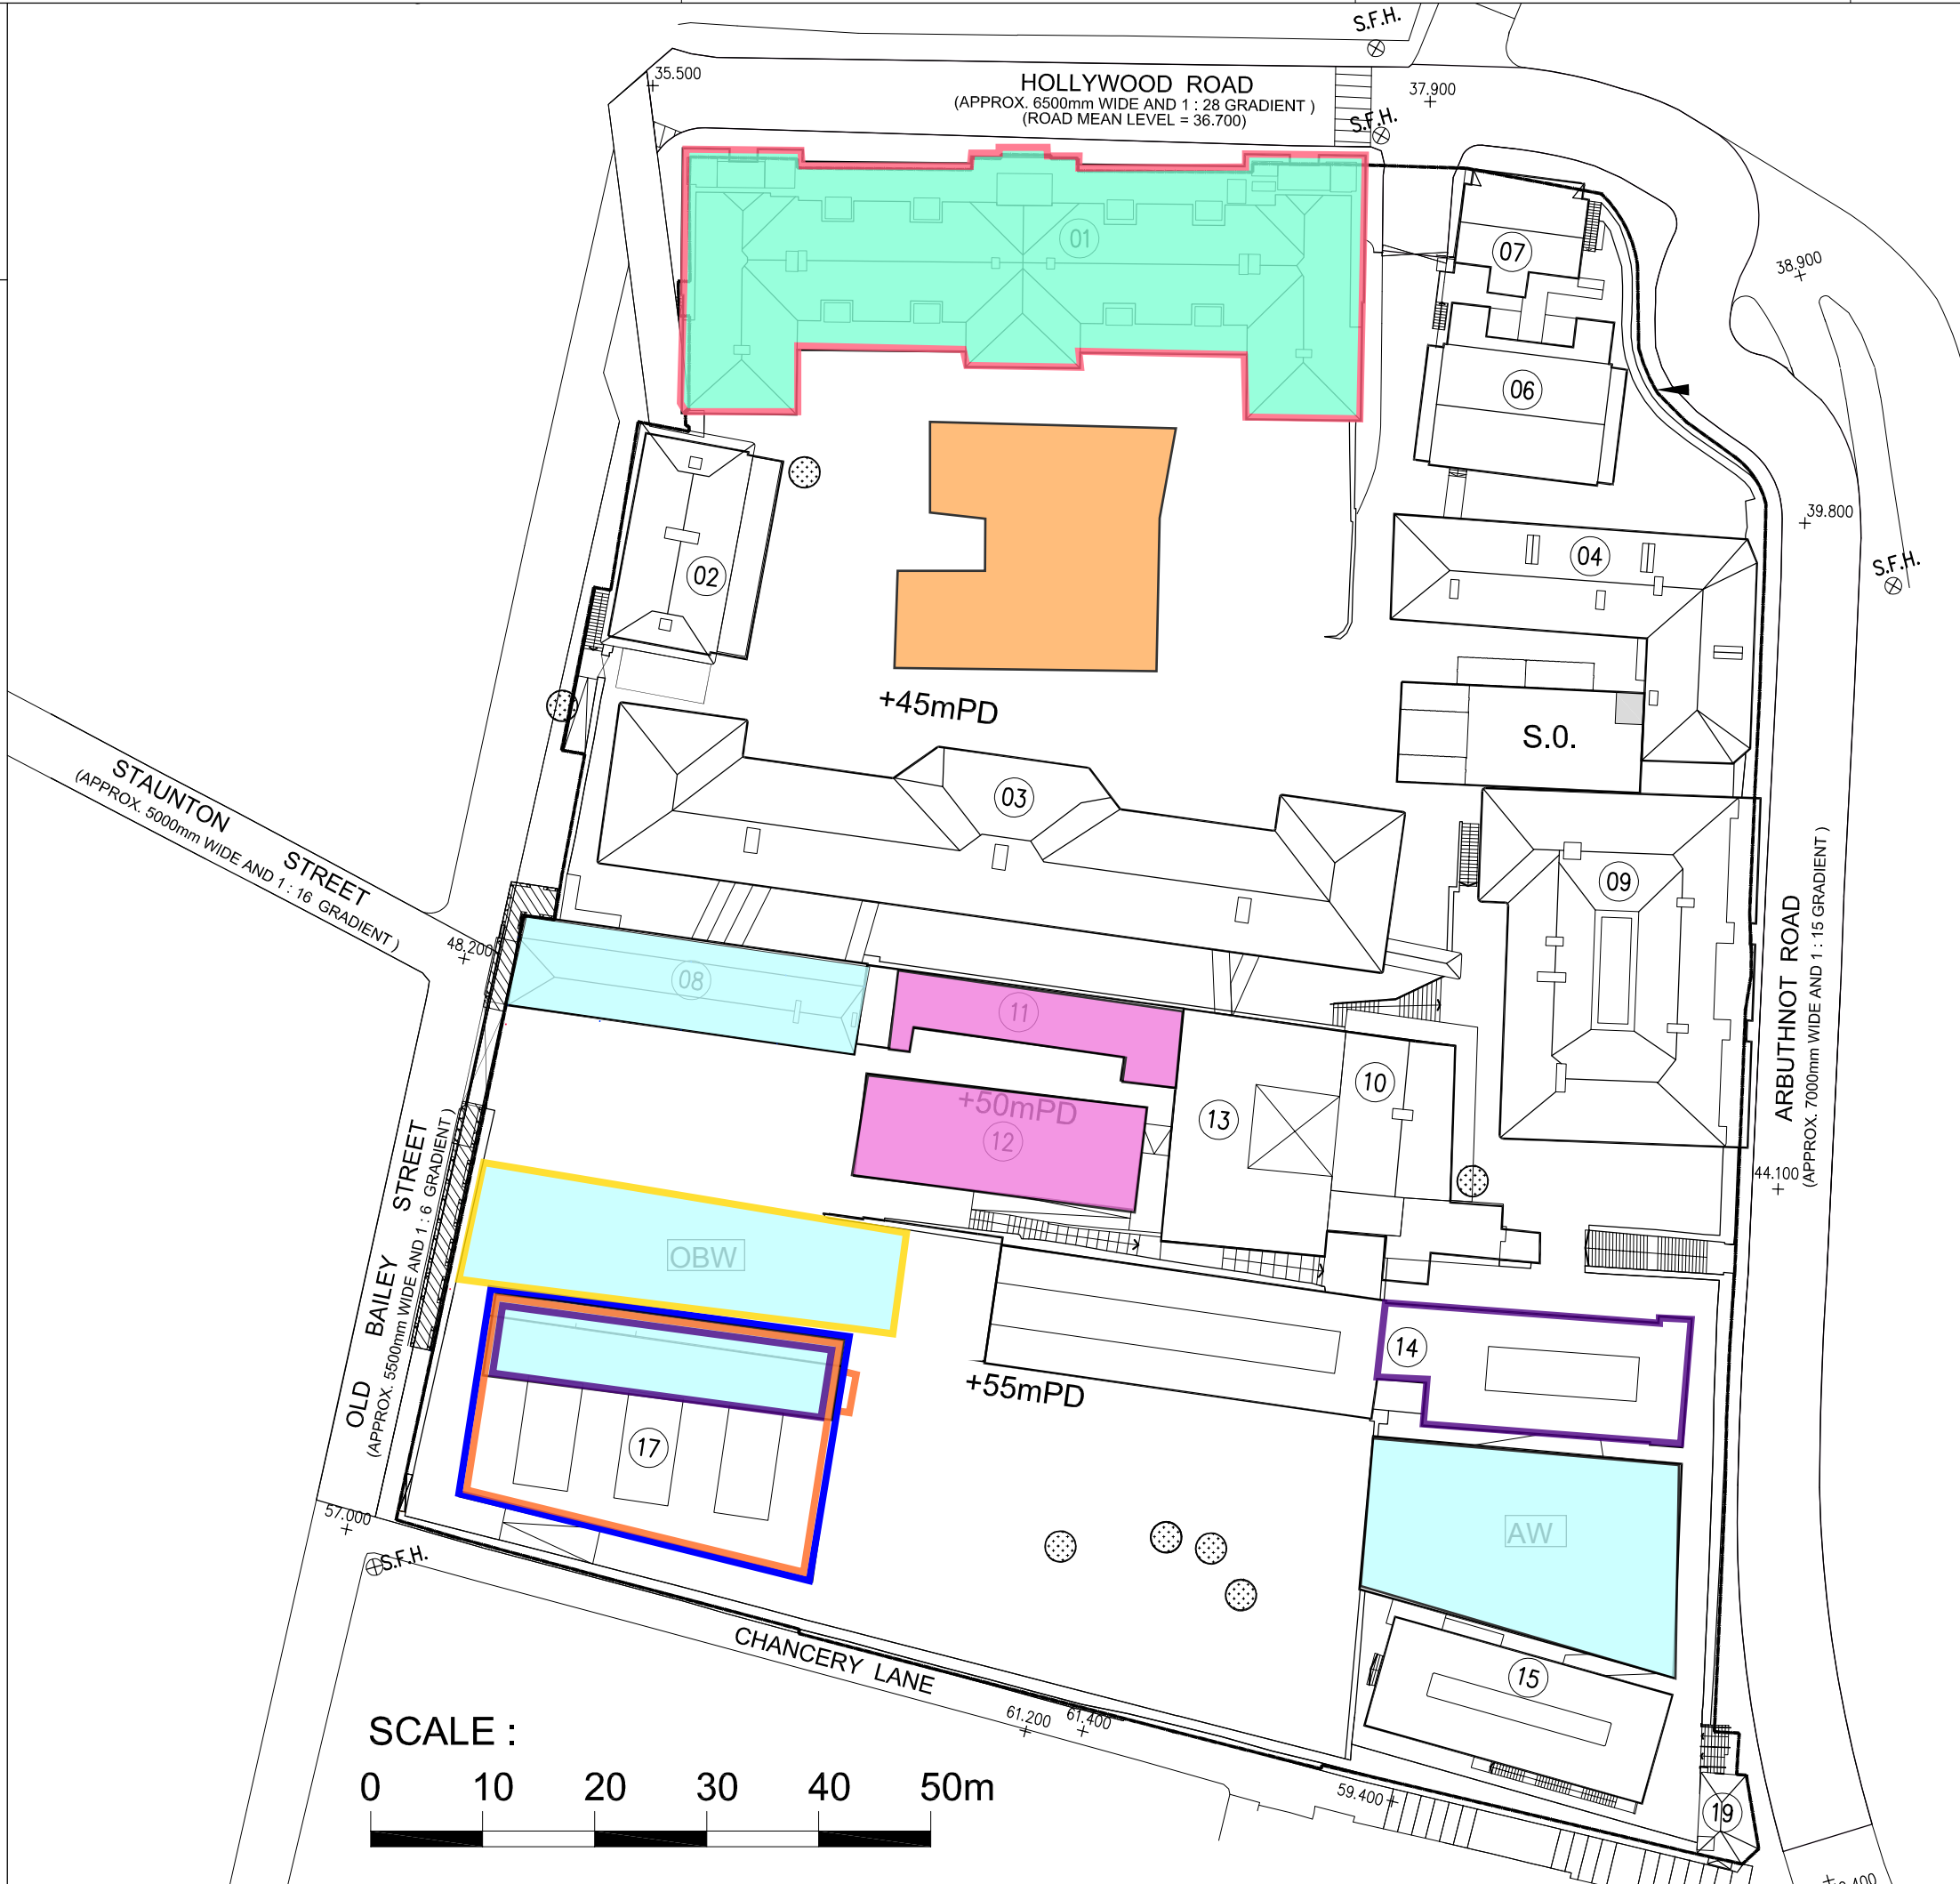 S.F.H.
35.500
HOLLYWOOD ROAD
(APPROX. 6500mm WIDE AND 1 : 28 GRADIENT )
(ROAD MEAN LEVEL = 36.700)
37.900
S.F.H.
01
07
38.900
06
39.800
04
S.F.H.
02
+45mPD
S.O.
STAUNTON STREET
(APPROX. 5000mm WIDE AND 1 : 16 GRADIENT )
03
09
48.200
08
11
10
+50mPD
12
13
ARBUTHNOT ROAD
(APPROX. 7000mm WIDE AND 1 : 15 GRADIENT )
44.100
OLD BAILEY STREET
(APPROX. 5500mm WIDE AND 1 : 6 GRADIENT )
OBW
14
+55mPD
17
57.000
S.F.H.
AW
CHANCERY LANE
15
61.200
61.400
59.400
19
SCALE :
0 10 20 30 40 50m